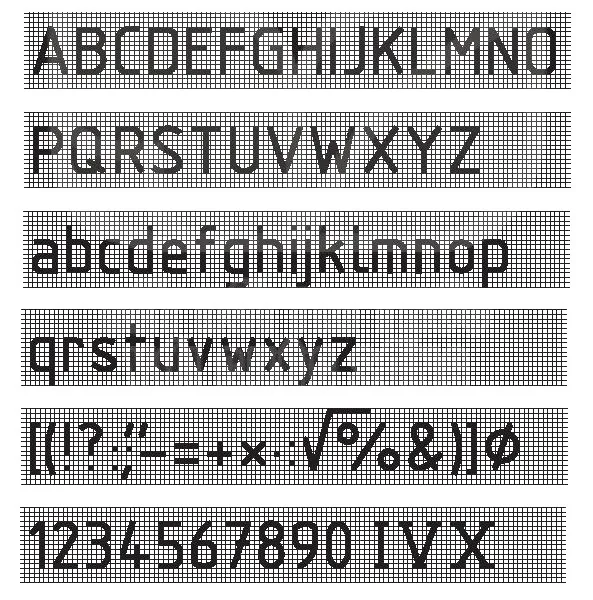 ABCDEFGHIJKLMNO
PQRSTUVWXYZ
abcdefghijklmnop
qrstuvwxyz
[(!?:;"-=+×·:√%&)]Ø
1234567890 IVX